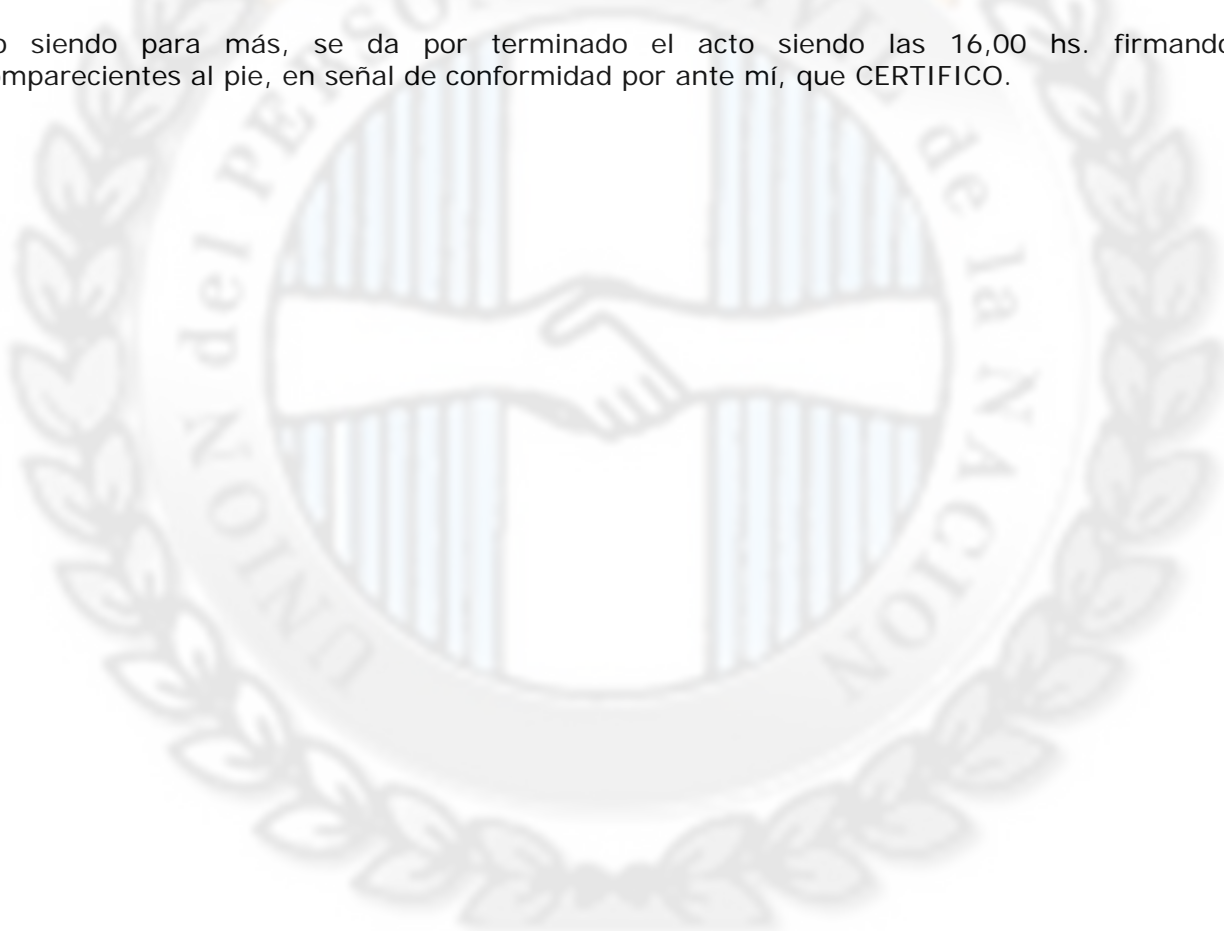 siendo para más, se da por terminado el acto siendo las 16,00 hs. firmando
mparecientes al pie, en señal de conformidad por ante mí, que CERTIFICO.
UNION del de la NACION